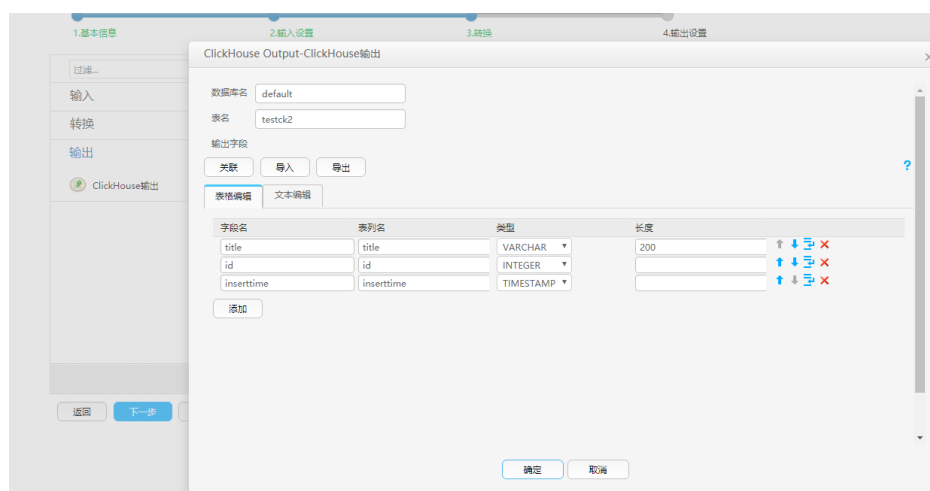 1.基本信息 2.输入设置 3.转换 4.输出设置
ClickHouse Output-ClickHouse输出
过滤...
输入
转换
输出
ClickHouse输出
数据库名 default
表名 testck2
输出字段
关联 导入 导出
表格编辑 文本编辑
字段名 表列名 类型 长度
title title VARCHAR 200
id id INTEGER
inserttime inserttime TIMESTAMP
添加
返回 下一步
确定 取消